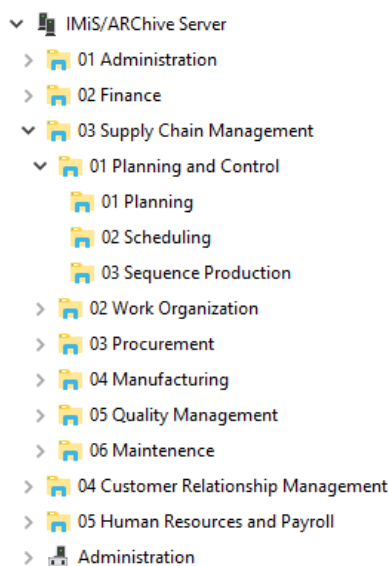 IMiS/ARChive Server
01 Administration
02 Finance
03 Supply Chain Management
01 Planning and Control
01 Planning
02 Scheduling
03 Sequence Production
02 Work Organization
03 Procurement
04 Manufacturing
05 Quality Management
06 Maintenence
04 Customer Relationship Management
05 Human Resources and Payroll
Administration